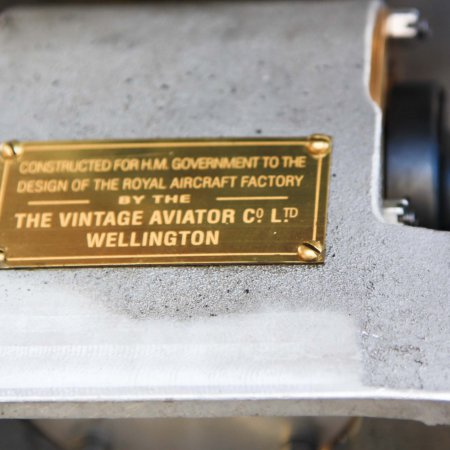 CONSTRUCTED FOR H.M. GOVERNMENT TO THE
DESIGN OF THE ROYAL AIRCRAFT FACTORY
BY THE
THE VINTAGE AVIATOR Cº LTD
WELLINGTON